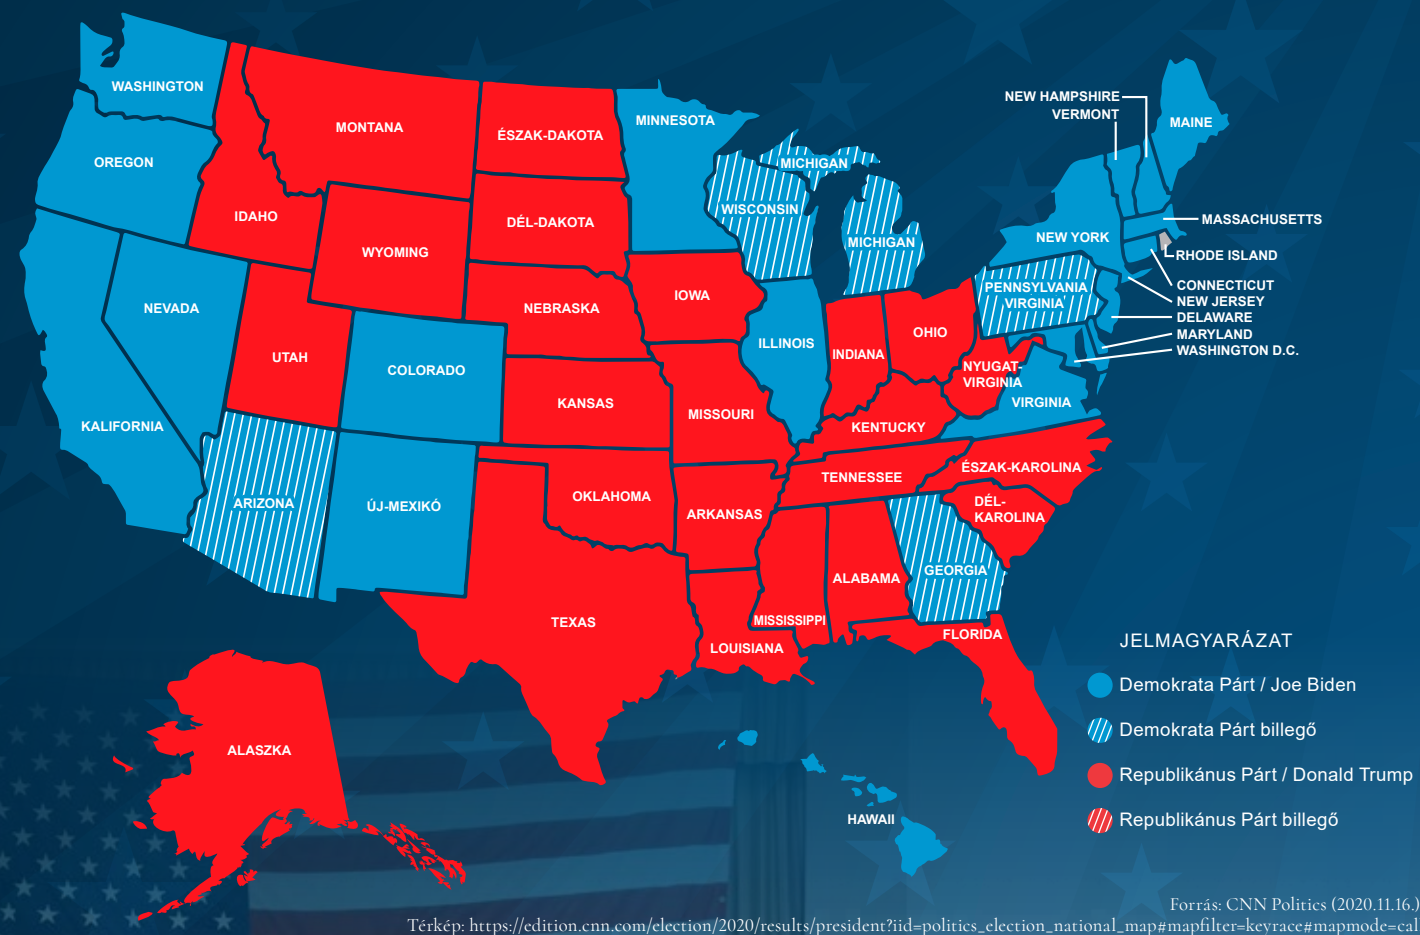 WASHINGTON
OREGON
KALIFORNIA
NEVADA
IDAHO
MONTANA
WYOMING
UTAH
ARIZONA
COLORADO
ÚJ-MEXIKÓ
ÉSZAK-DAKOTA
DÉL-DAKOTA
NEBRASKA
KANSAS
OKLAHOMA
TEXAS
MINNESOTA
IOWA
MISSOURI
ARKANSAS
LOUISIANA
WISCONSIN
ILLINOIS
MICHIGAN
MICHIGAN
INDIANA
OHIO
KENTUCKY
TENNESSEE
MISSISSIPPI
ALABAMA
GEORGIA
FLORIDA
DÉL-
KAROLINA
ÉSZAK-KAROLINA
VIRGINIA
NYUGAT-
VIRGINIA
PENNSYLVANIA
VIRGINIA
NEW YORK
NEW HAMPSHIRE
VERMONT
MAINE
MASSACHUSETTS
RHODE ISLAND
CONNECTICUT
NEW JERSEY
DELAWARE
MARYLAND
WASHINGTON D.C.
ALASZKA
HAWAII
JELMAGYARÁZAT
Demokrata Párt / Joe Biden
Demokrata Párt billegő
Republikánus Párt / Donald Trump
Republikánus Párt billegő
Forrás: CNN Politics (2020.11.16.)
Térkép: https://edition.cnn.com/election/2020/results/president?iid=politics_election_national_map#mapfilter=keyrace#mapmode=cal